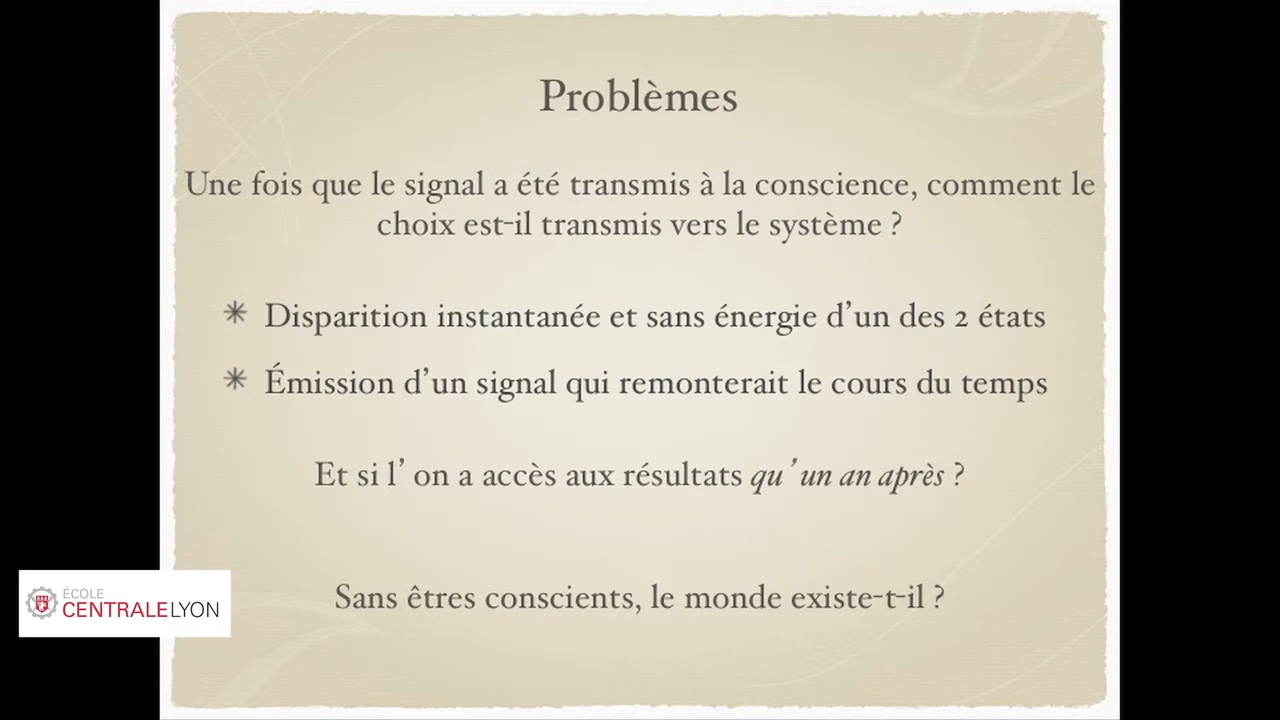 Problèmes
Une fois que le signal a été transmis à la conscience, comment le
choix est-il transmis vers le système ?
Disparition instantanée et sans énergie d'un des 2 états
Émission d'un signal qui remonterait le cours du temps
Et si l' on a accès aux résultats qu'un an après ?
Sans êtres conscients, le monde existe-t-il ?
ÉCOLE
CENTRALELYON